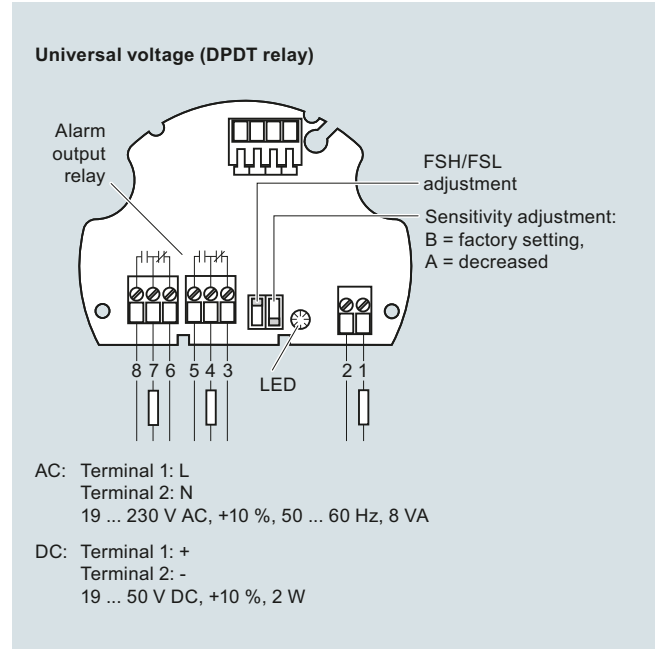 Universal voltage (DPDT relay)
Alarm
output
relay
FSH/FSL
adjustment
Sensitivity adjustment:
B = factory setting,
A = decreased
8 7 6 5 4 3
2 1
LED
AC: Terminal 1: L
Terminal 2: N
19 ... 230 V AC, +10 %, 50 ... 60 Hz, 8 VA
DC: Terminal 1: +
Terminal 2: -
19 ... 50 V DC, +10 %, 2 W